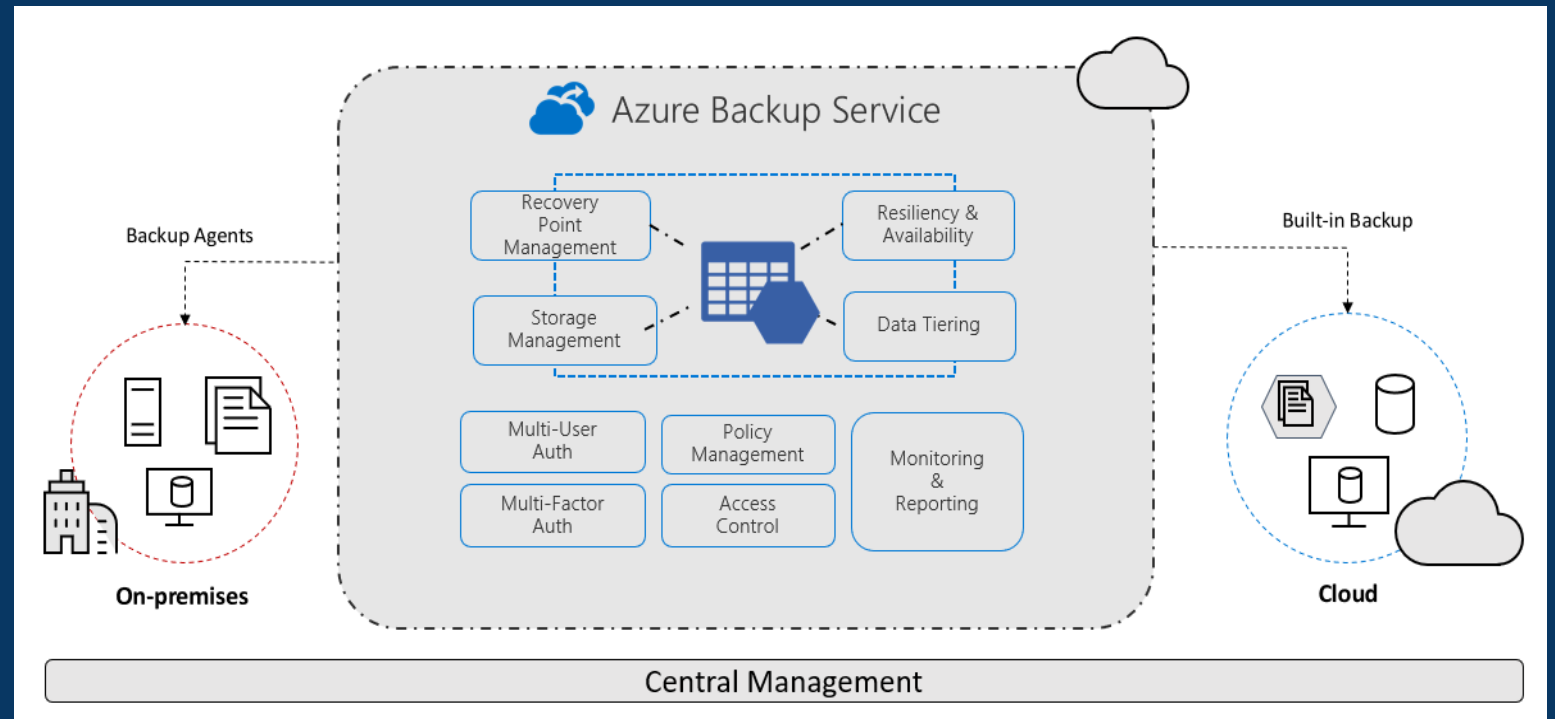 Azure Backup Service
Backup Agents
Built-in Backup
Recovery
Point
Management
Resiliency &
Availability
Storage
Management
Data Tiering
Multi-User
Auth
Policy
Management
Monitoring
&
Reporting
Multi-Factor
Auth
Access
Control
On-premises
Cloud
Central Management